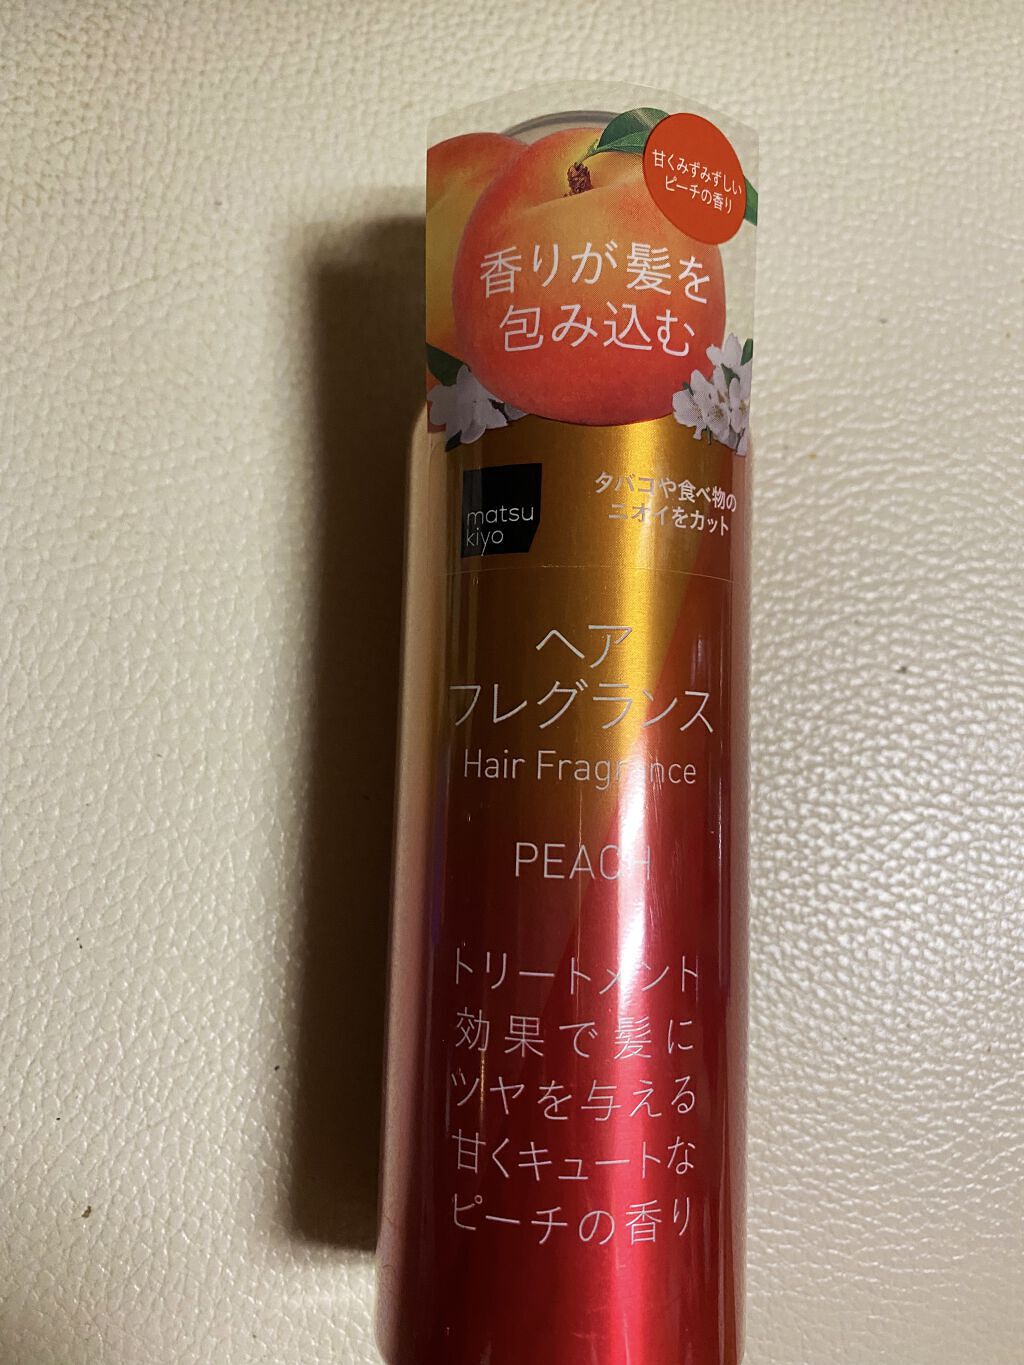 甘くみずみずしい
ピーチの香り
香りが髪を
包み込む
matsu
kiyo
タバコや食べ物の
ニオイをカット
ヘア
フレグランス
Hair Fragrance
PEACH
トリートメント
効果で髪に
ツヤを与える
甘くキュートな
ピーチの香り